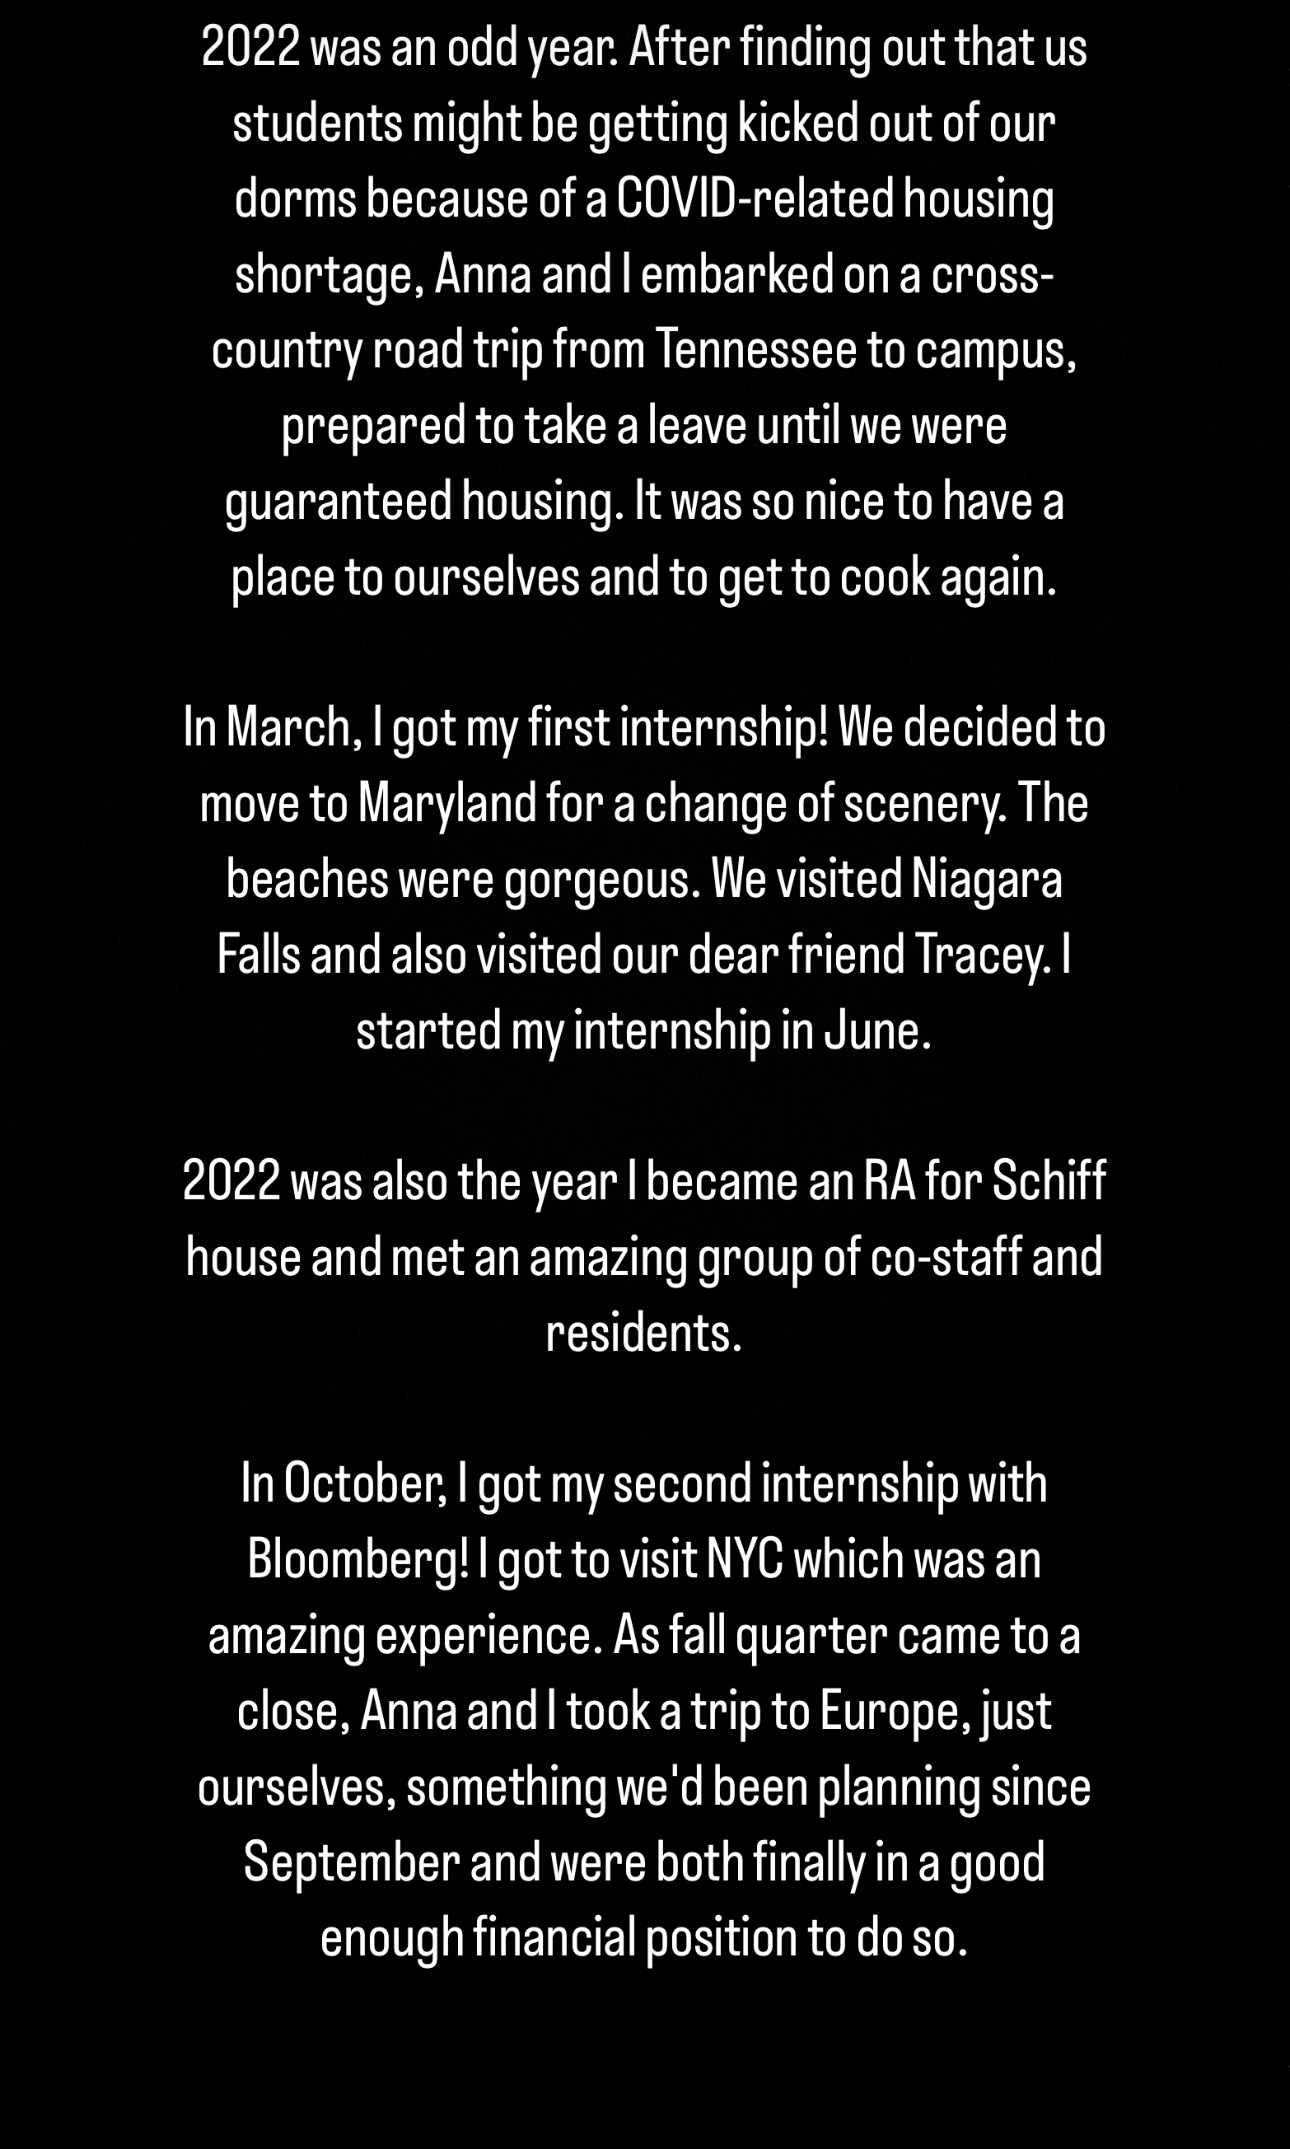 2022 was an odd year. After finding out that us
students might be getting kicked out of our
dorms because of a COVID-related housing
shortage, Anna and I embarked on a cross-
country road trip from Tennessee to campus,
prepared to take a leave until we were
guaranteed housing. It was so nice to have a
place to ourselves and to get to cook again.
In March, I got my first internship! We decided to
move to Maryland for a change of scenery. The
beaches were gorgeous. We visited Niagara
Falls and also visited our dear friend Tracey. I
started my internship in June.
2022 was also the year I became an RA for Schiff
house and met an amazing group of co-staff and
residents.
In October, I got my second internship with
Bloomberg! I got to visit NYC which was an
amazing experience. As fall quarter came to a
close, Anna and I took a trip to Europe, just
ourselves, something we'd been planning since
September and were both finally in a good
enough financial position to do so.